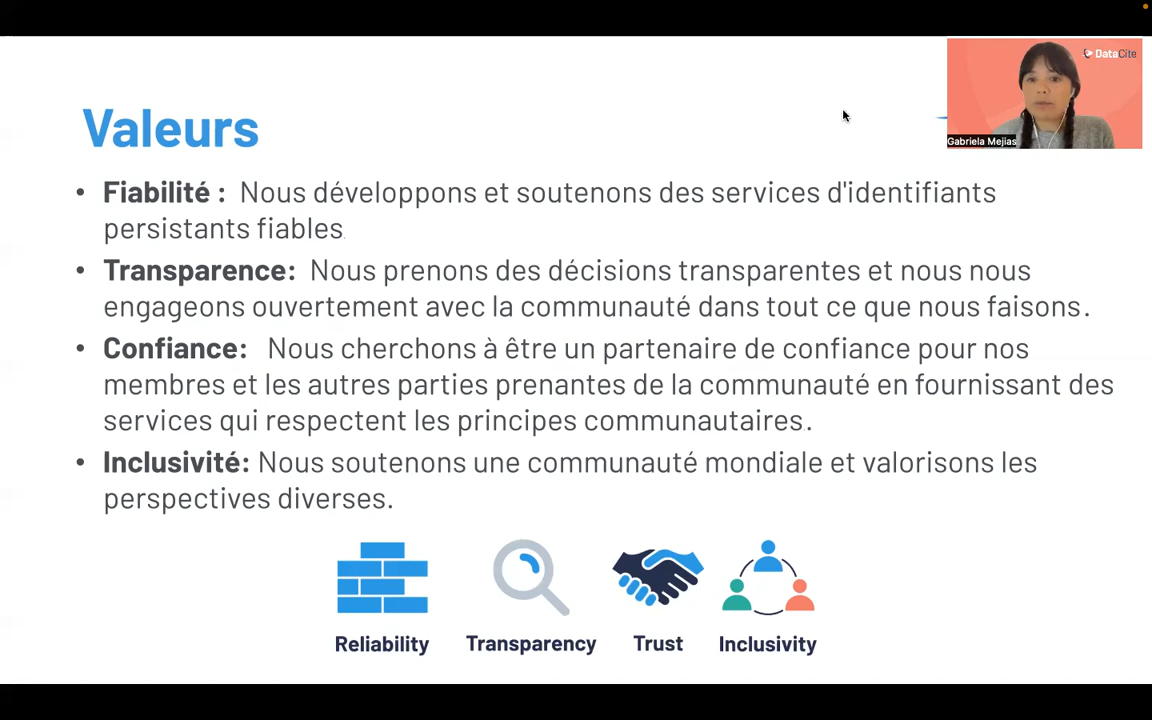 DataCite
Gabriela Mejias
Valeurs
• Fiabilité : Nous développons et soutenons des services d'identifiants
persistants fiables.
• Transparence: Nous prenons des décisions transparentes et nous nous
engageons ouvertement avec la communauté dans tout ce que nous faisons.
• Confiance: Nous cherchons à être un partenaire de confiance pour nos
membres et les autres parties prenantes de la communauté en fournissant des
services qui respectent les principes communautaires.
• Inclusivité: Nous soutenons une communauté mondiale et valorisons les
perspectives diverses.
Reliability Transparency Trust Inclusivity